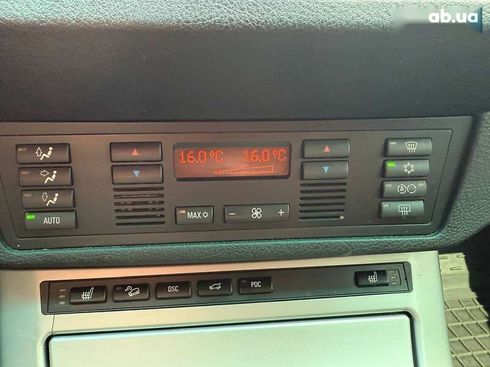 ab.ua
16.0°C 16.0°C
AUTO
MAX
- +
A
DSC
PDC